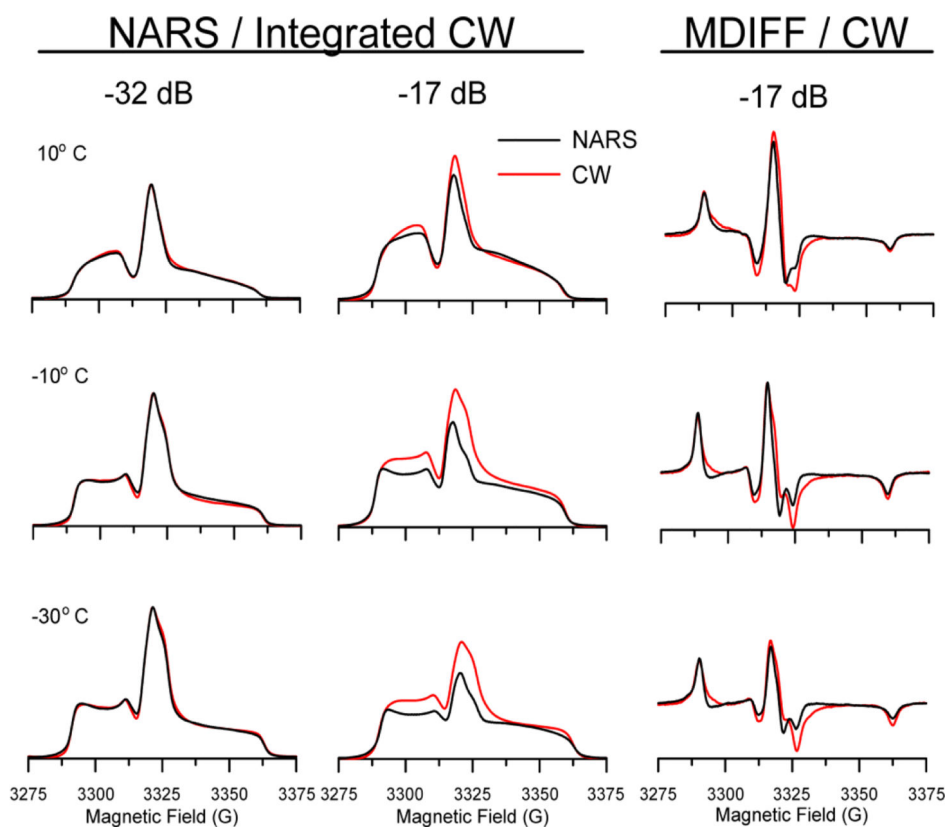 NARS / Integrated CW MDIFF / CW
-32 dB -17 dB -17 dB
10° C
NARS
CW
-10° C
-30° C
3275 3300 3325 3350 3375 3275 3300 3325 3350 3375 3275 3300 3325 3350 3375
Magnetic Field (G) Magnetic Field (G) Magnetic Field (G)